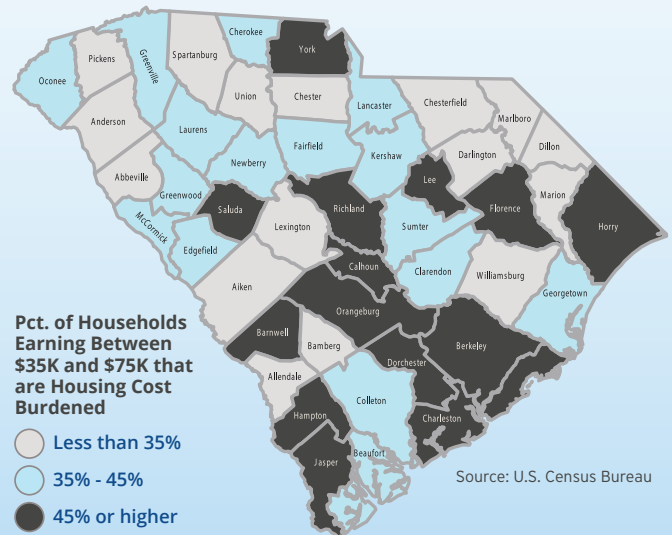 Cherokee
York
Spartanburg
Greenville
Pickens
Oconee
Union
Chester
Lancaster
Chesterfield
Marlboro
Anderson
Laurens
Fairfield
Kershaw
Darlington
Dillon
Newberry
Abbeville
Greenwood
Lee
Marion
Saluda
Richland
Florence
Horry
McCormick
Lexington
Sumter
Edgefield
Calhoun
Clarendon
Williamsburg
Aiken
Georgetown
Orangeburg
Barnwell
Bamberg
Dorchester
Berkeley
Allendale
Colleton
Hampton
Charleston
Beaufort
Jasper
Pct. of Households
Earning Between
$35K and $75K that
are Housing Cost
Burdened
Less than 35%
35% - 45%
45% or higher
Source: U.S. Census Bureau